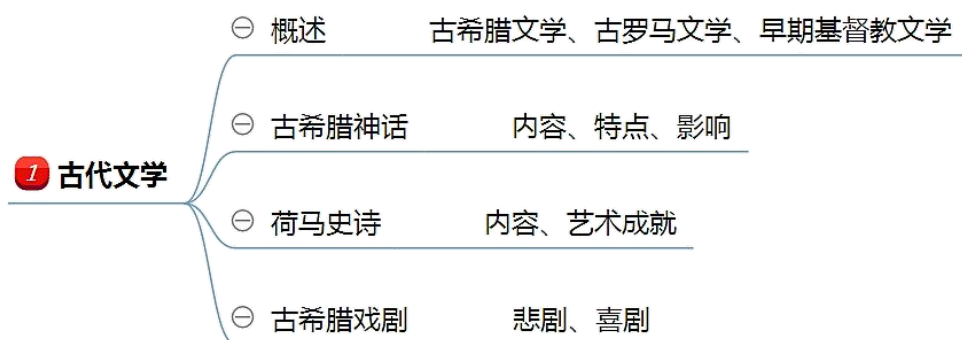 概述 古希腊文学、古罗马文学、早期基督教文学
古希腊神话 内容、特点、影响
1 古代文学
荷马史诗 内容、艺术成就
古希腊戏剧 悲剧、喜剧